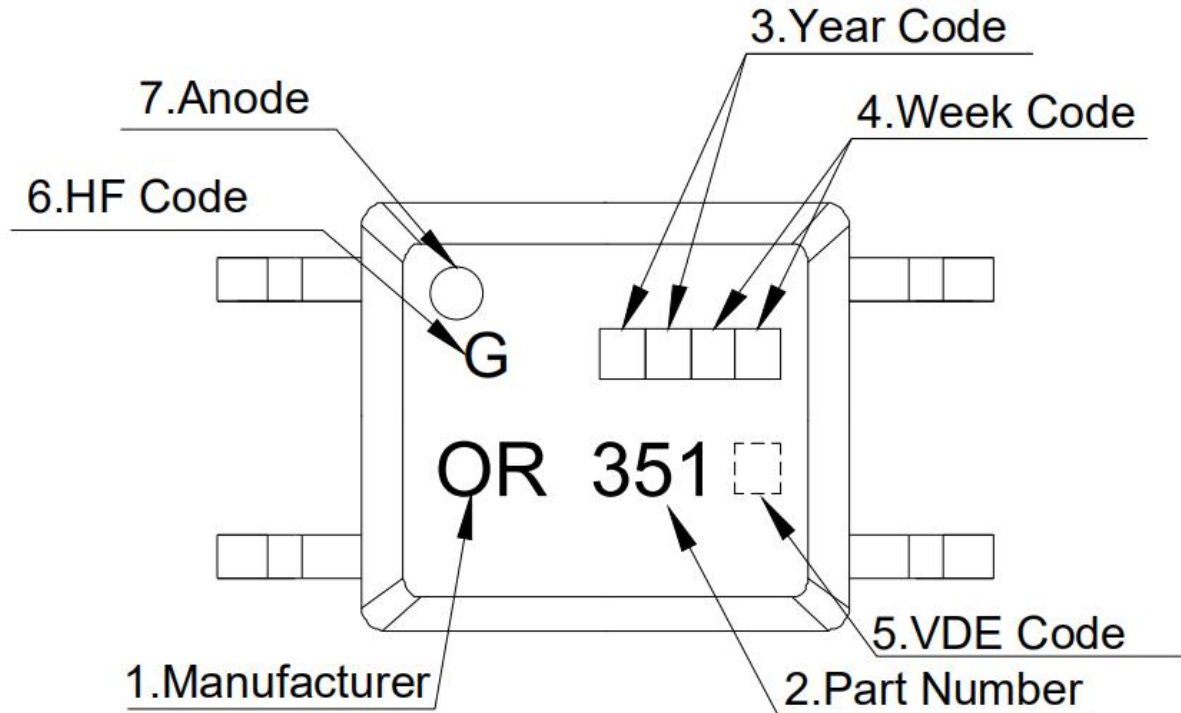 3.Year Code
7.Anode
4.Week Code
6.HF Code
G
OR 351
5.VDE Code
1.Manufacturer
2.Part Number